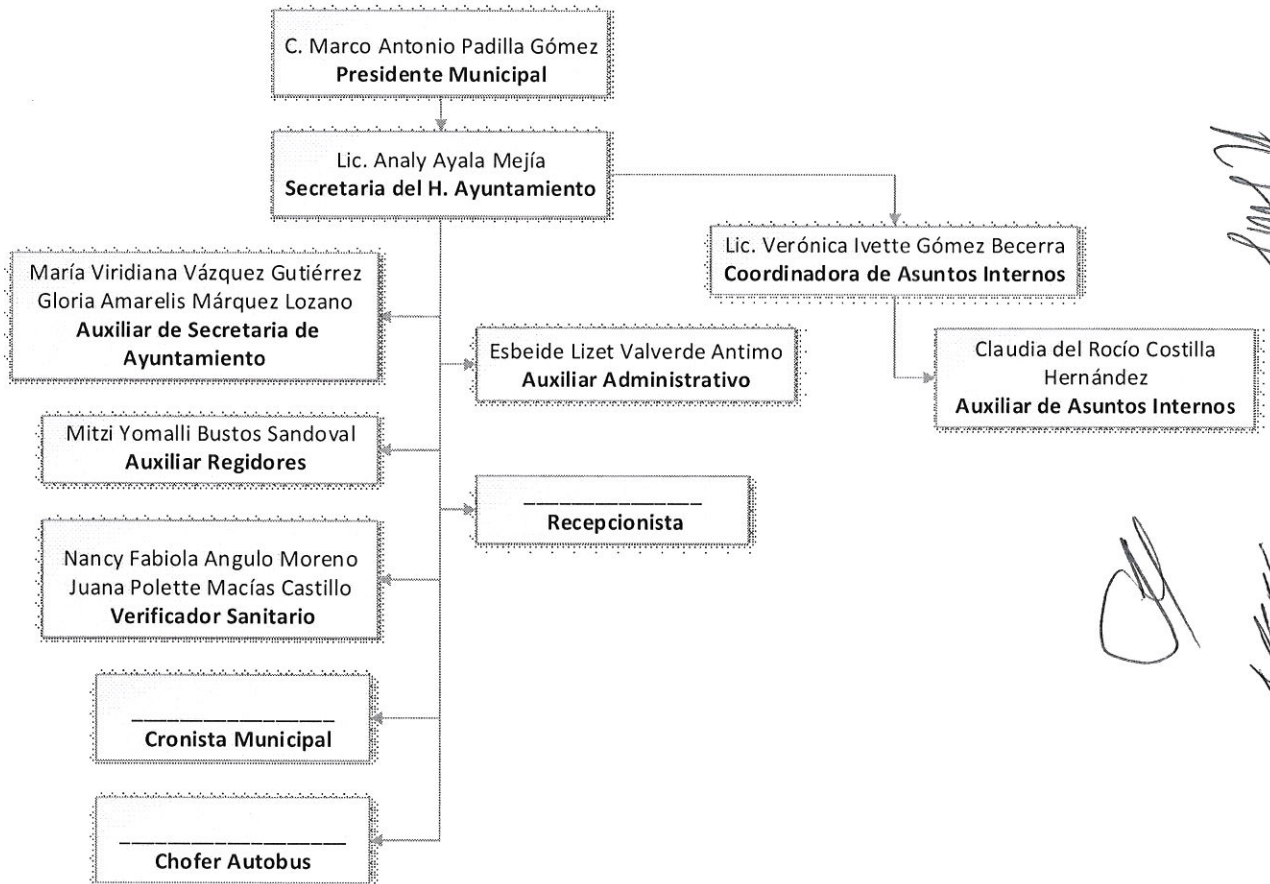 C. Marco Antonio Padilla Gómez
Presidente Municipal
Lic. Analy Ayala Mejía
Secretaria del H. Ayuntamiento
Lic. Verónica Ivette Gómez Becerra
Coordinadora de Asuntos Internos
María Viridiana Vázquez Gutiérrez
Gloria Amarelis Márquez Lozano
Auxiliar de Secretaria de
Ayuntamiento
Esbeide Lizet Valverde Antimo
Auxiliar Administrativo
Claudia del Rocío Costilla
Hernández
Auxiliar de Asuntos Internos
Mitzi Yomalli Bustos Sandoval
Auxiliar Regidores
Recepcionista
Nancy Fabiola Angulo Moreno
Juana Polette Macías Castillo
Verificador Sanitario
Cronista Municipal
Chofer Autobus